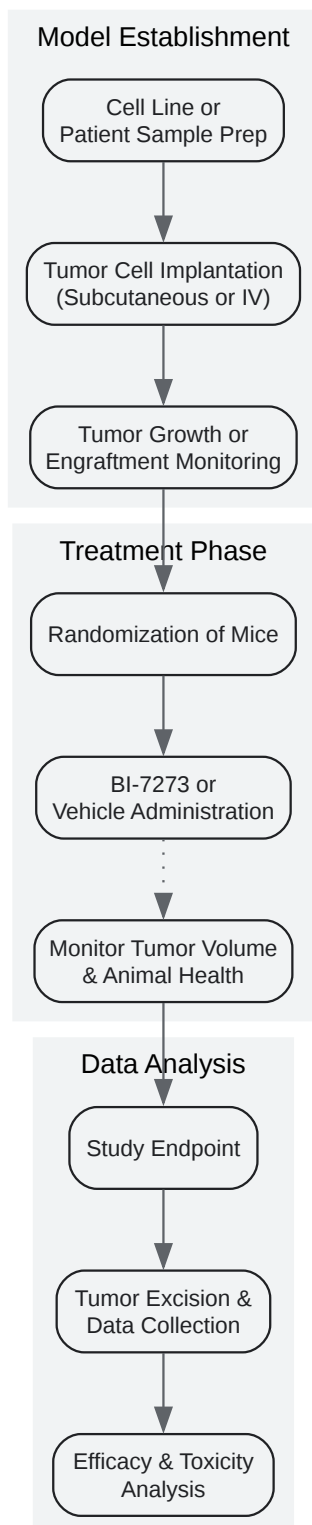 Model Establishment
Cell Line or
Patient Sample Prep
Tumor Cell Implantation
(Subcutaneous or IV)
Tumor Growth or
Engraftment Monitoring
Treatment Phase
Randomization of Mice
BI-7273 or
Vehicle Administration
Monitor Tumor Volume
& Animal Health
Data Analysis
Study Endpoint
Tumor Excision &
Data Collection
Efficacy & Toxicity
Analysis